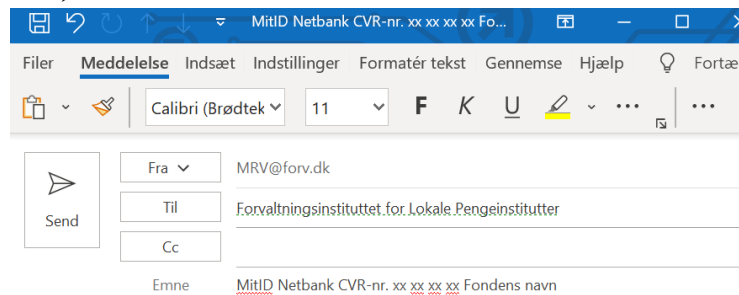 MitID Netbank CVR-nr. xx xx xx xx Fo...
Filer Meddelelse Indsæt Indstillinger Formatér tekst Gennemse Hjælp Fortæ
Calibri (Brødtek 11 F K U
Fra MRV@forv.dk
Til Forvaltningsinstituttet for Lokale Pengeinstitutter
Send
Cc
Emne MitID Netbank CVR-nr. xx xx xx xx Fondens navn